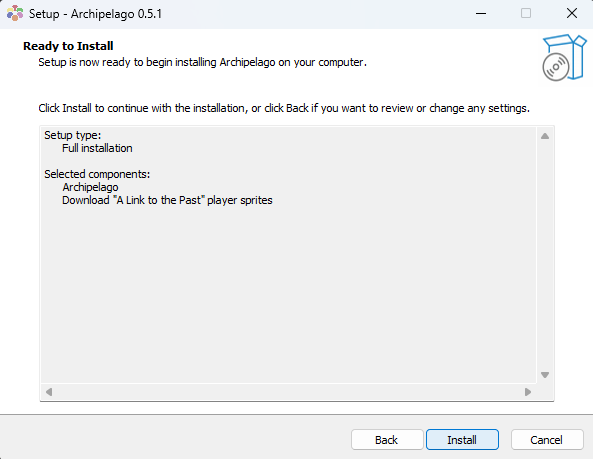 Setup - Archipelago 0.5.1
Ready to Install
Setup is now ready to begin installing Archipelago on your computer.
Click Install to continue with the installation, or click Back if you want to review or change any settings.
Setup type:
Full installation
Selected components:
Archipelago
Download "A Link to the Past" player sprites
Back
Install
Cancel